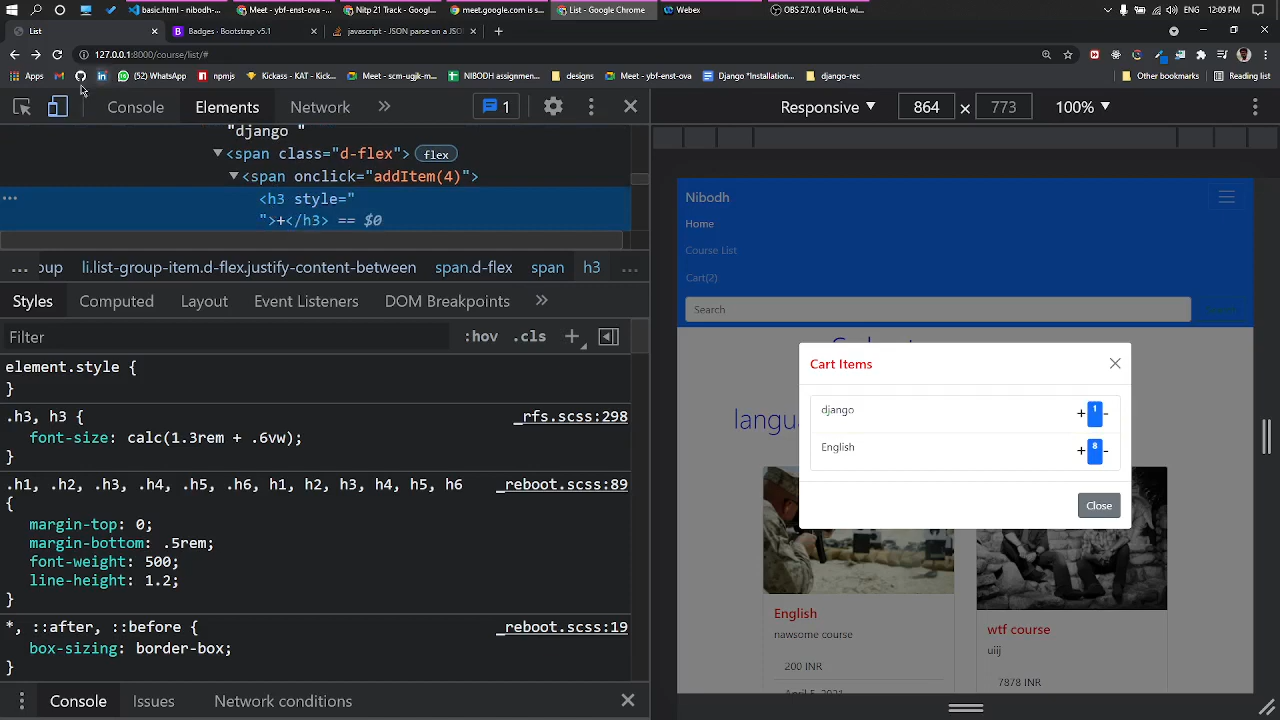 basic.html - nibodh-...
Meet - ybf-enst-ova ...
Nitp 21 Track - Googl...
meet.google.com is s...
List - Google Chrome
Webex
OBS 27.0.1 (64-bit, wi...
ENG
12:09 PM
List
Badges · Bootstrap v5.1
javascript - JSON parse on a JSO
127.0.0.1:8000/course/list/#
Apps
(52) WhatsApp
npmjs
Kickass - KAT - Kick...
Meet - ugik-m...
NIBODH assignmen...
designs
Meet - ybf-enst-ova
Django "Installation...
django-rec
Other bookmarks
Reading list
Console
Elements
Network
1
Responsive
864
×
773
100%
"django "
<span class="d-flex">
flex
<span onclick="addItem(4)">
<h3 style="
">+</h3> == $0
... oup li.list-group-item.d-flex.justify-content-between span.d-flex span h3 ...
Styles
Computed
Layout
Event Listeners
DOM Breakpoints
Filter
:hov
.cls
element.style {
}
.h3, h3 {
_rfs.scss:298
font-size: calc(1.3rem + .6vw);
}
.h1, .h2, .h3, .h4, .h5, .h6, h1, h2, h3, h4, h5, h6
_reboot.scss:89
{
margin-top: 0;
margin-bottom: .5rem;
font-weight: 500;
line-height: 1.2;
}
*, ::after, ::before {
_reboot.scss:19
box-sizing: border-box;
}
Console
Issues
Network conditions
Nibodh
Home
Course List
Cart(2)
Search
langu
Cart Items
django
+ 1 -
English
+ 8 -
Close
English
nawsome course
200 INR
April 5, 2021
wtf course
uiij
7878 INR